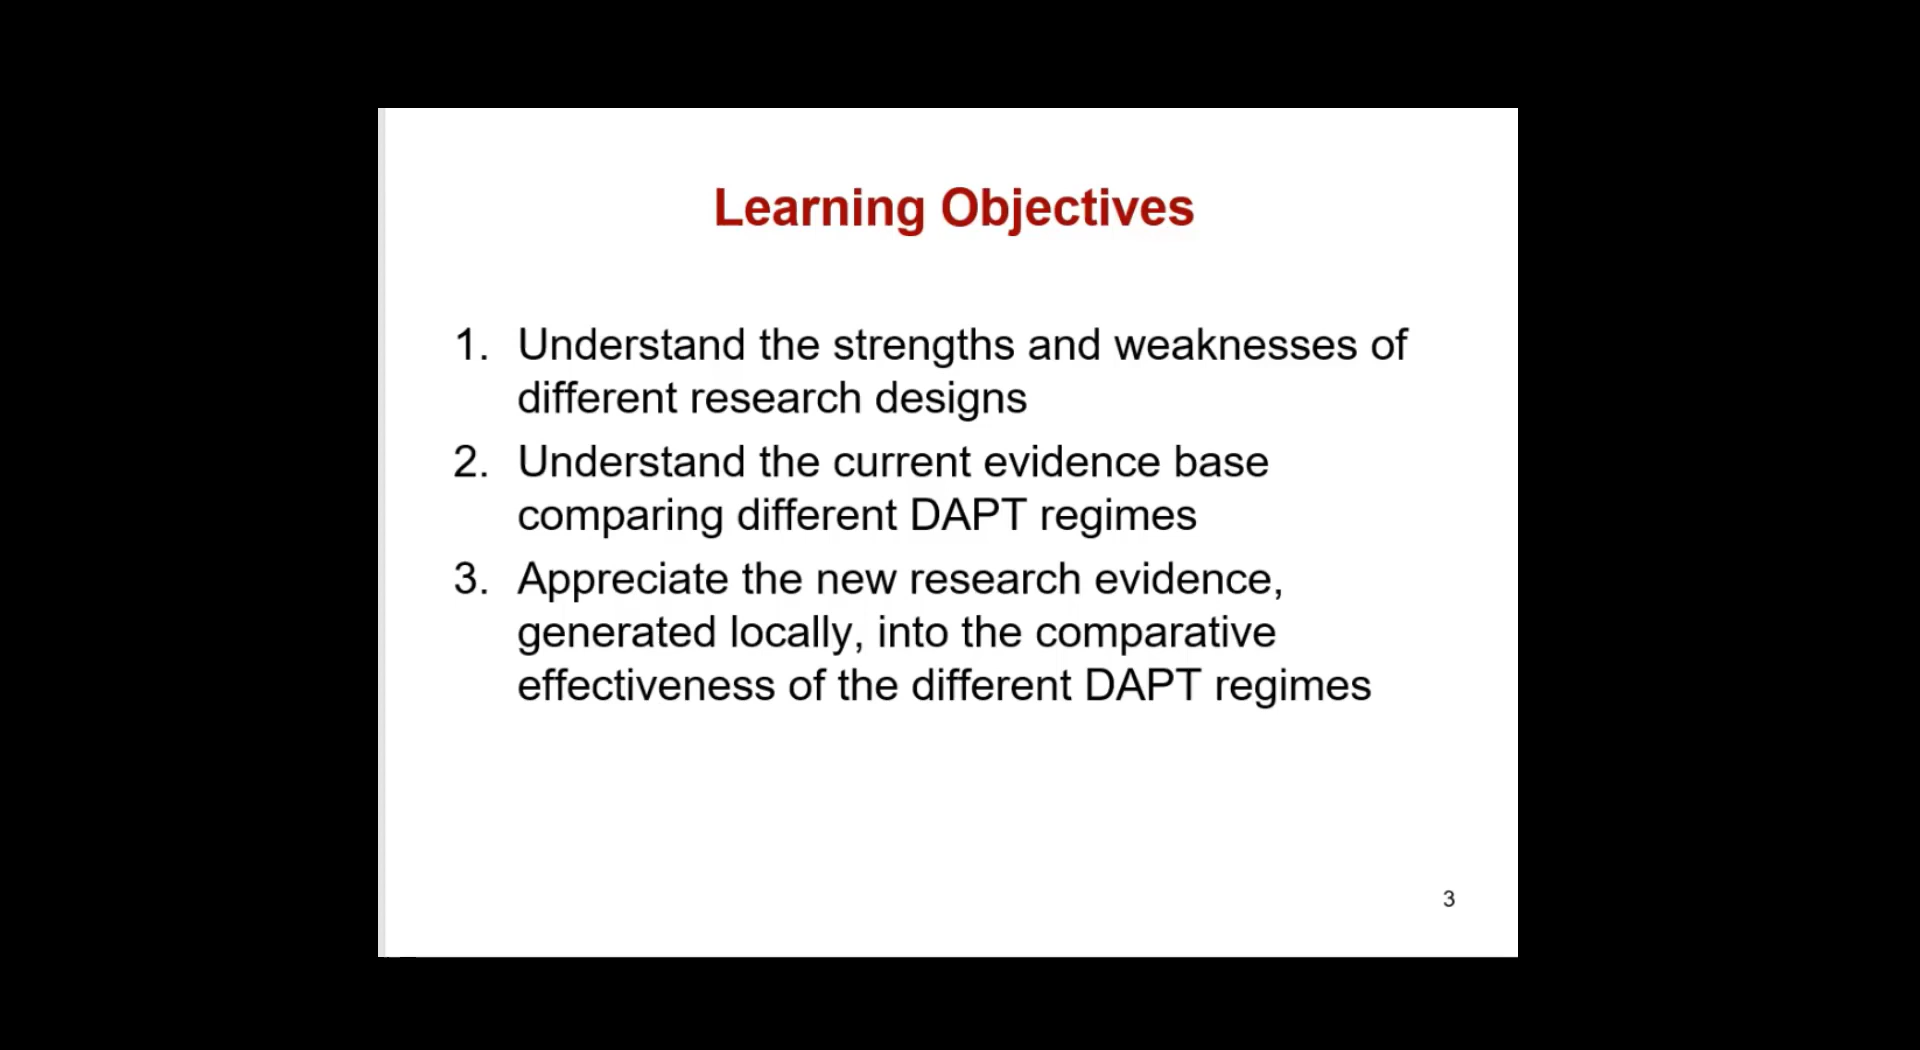 Learning Objectives
1. Understand the strengths and weaknesses of
different research designs
2. Understand the current evidence base
comparing different DAPT regimes
3. Appreciate the new research evidence,
generated locally, into the comparative
effectiveness of the different DAPT regimes
3